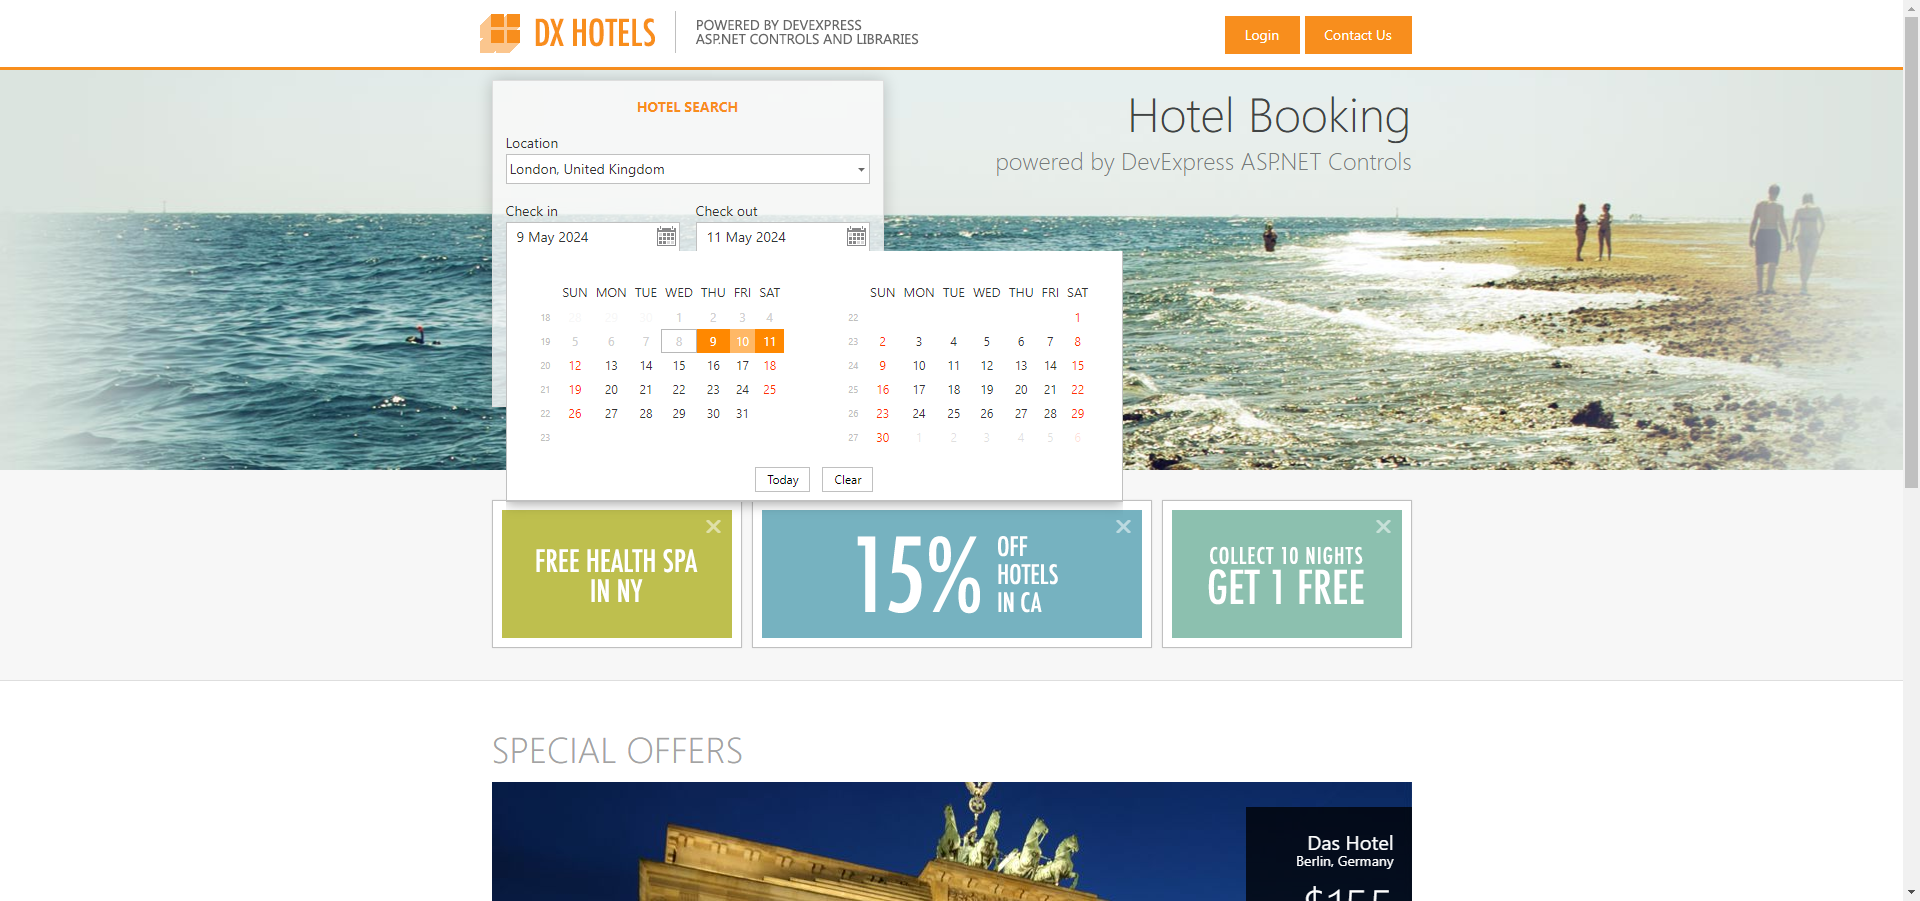 DX HOTELS
POWERED BY DEVEXPRESS
ASP.NET CONTROLS AND LIBRARIES
Login
Contact Us
HOTEL SEARCH
Location
London, United Kingdom
Check in
Check out
9 May 2024
11 May 2024
Hotel Booking
powered by DevExpress ASP.NET Controls
SUN MON TUE WED THU FRI SAT
18 28 29 30 1 2 3 4
19 5 6 7 8 9 10 11
20 12 13 14 15 16 17 18
21 19 20 21 22 23 24 25
22 26 27 28 29 30 31
23
SUN MON TUE WED THU FRI SAT
22 1
23 2 3 4 5 6 7 8
24 9 10 11 12 13 14 15
25 16 17 18 19 20 21 22
26 23 24 25 26 27 28 29
27 30 1 2 3 4 5 6
Today
Clear
FREE HEALTH SPA
IN NY
15%
OFF
HOTELS
IN CA
COLLECT 10 NIGHTS
GET 1 FREE
SPECIAL OFFERS
Das Hotel
Berlin, Germany
$155